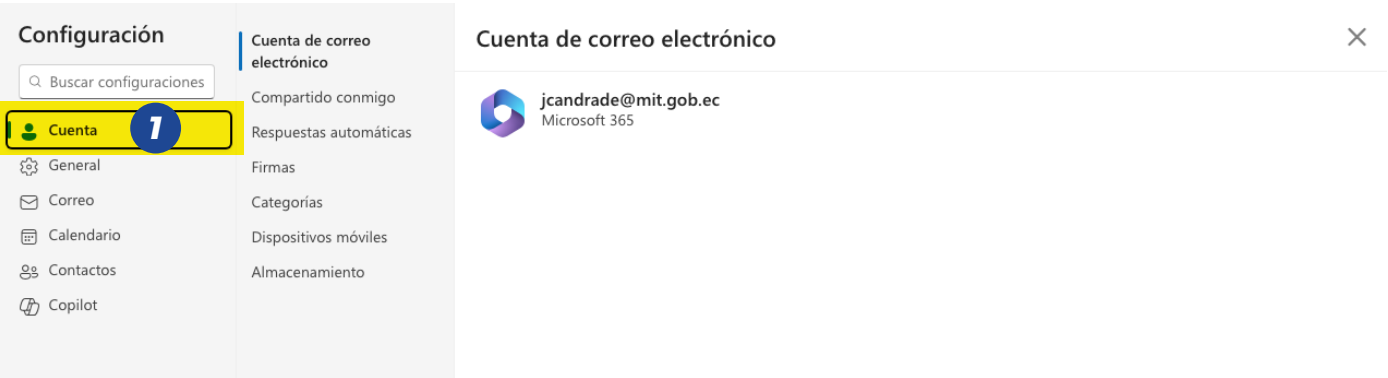 Configuración
Buscar configuraciones
Cuenta
1
General
Correo
Calendario
Contactos
Copilot
Cuenta de correo
electrónico
Compartido conmigo
Respuestas automáticas
Firmas
Categorías
Dispositivos móviles
Almacenamiento
Cuenta de correo electrónico
jcandrade@mit.gob.ec
Microsoft 365